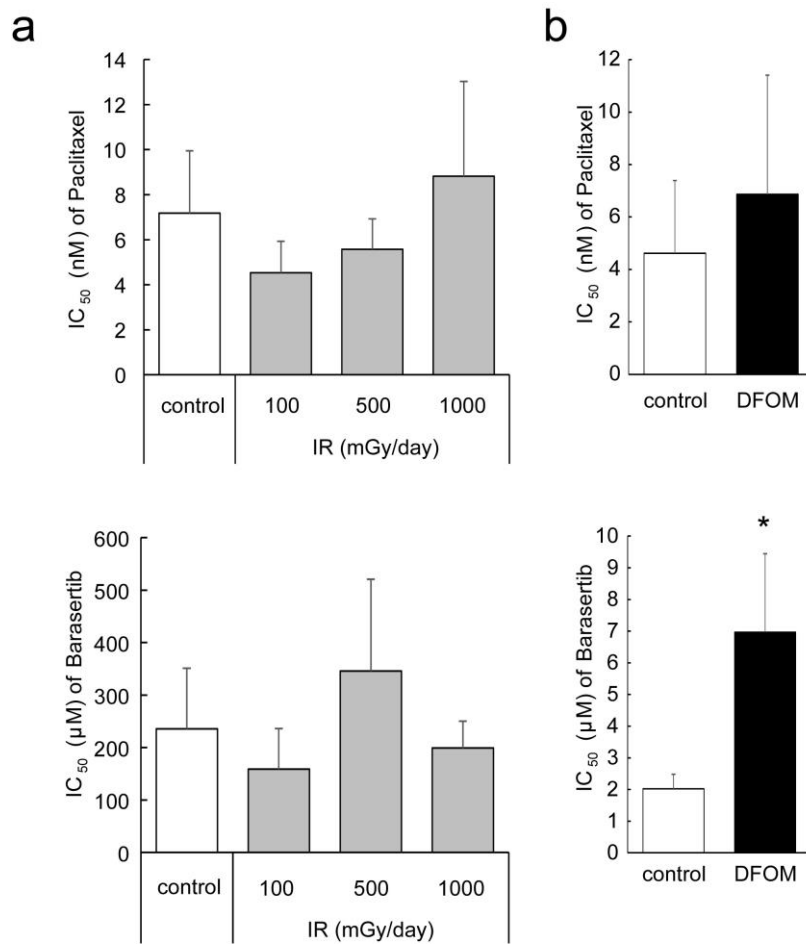 a
IC50 (nM) of Paclitaxel
14
12
10
8
6
4
2
0
control
100
500
1000
IR (mGy/day)
b
IC50 (nM) of Paclitaxel
12
10
8
6
4
2
0
control
DFOM
IC50 (µM) of Barasertib
600
500
400
300
200
100
0
control
100
500
1000
IR (mGy/day)
IC50 (µM) of Barasertib
10
9
8
7
6
5
4
3
2
1
0
*
control
DFOM